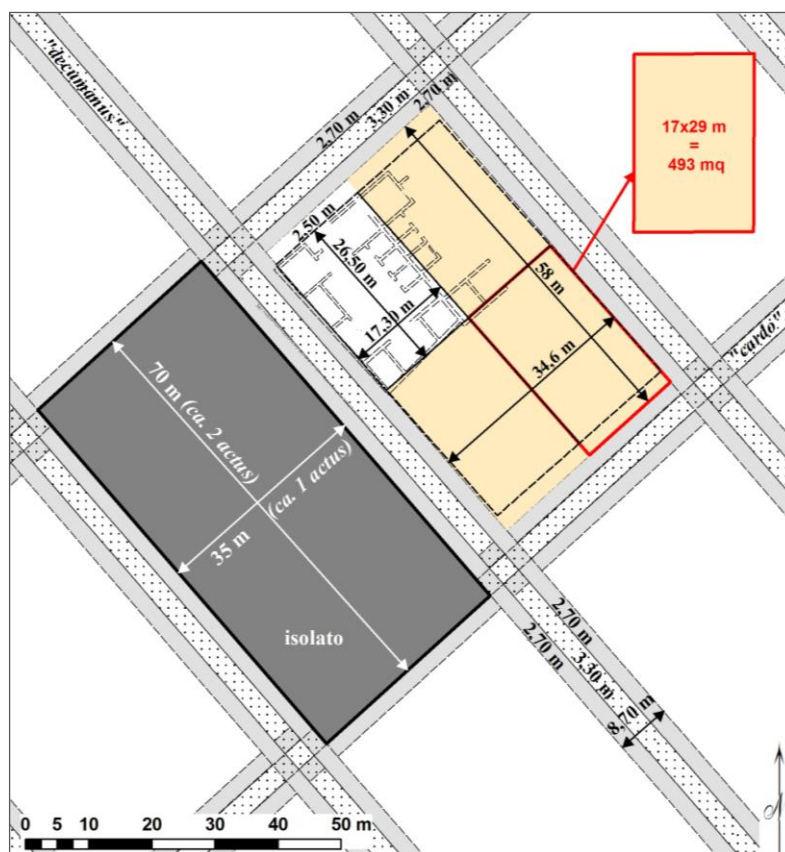 "decumanus"
2,70 m
3,30 m
2,70 m
17x29 m
=
493 mq
2,50 m
26,50 m
17,30 m
58 m
34,6 m
"cardo"
70 m (ca. 2 actus)
(ca. 1 actus)
35 m
isolato
2,70 m
3,30 m
2,70 m
8,70 m
0 5 10 20 30 40 50 m
N